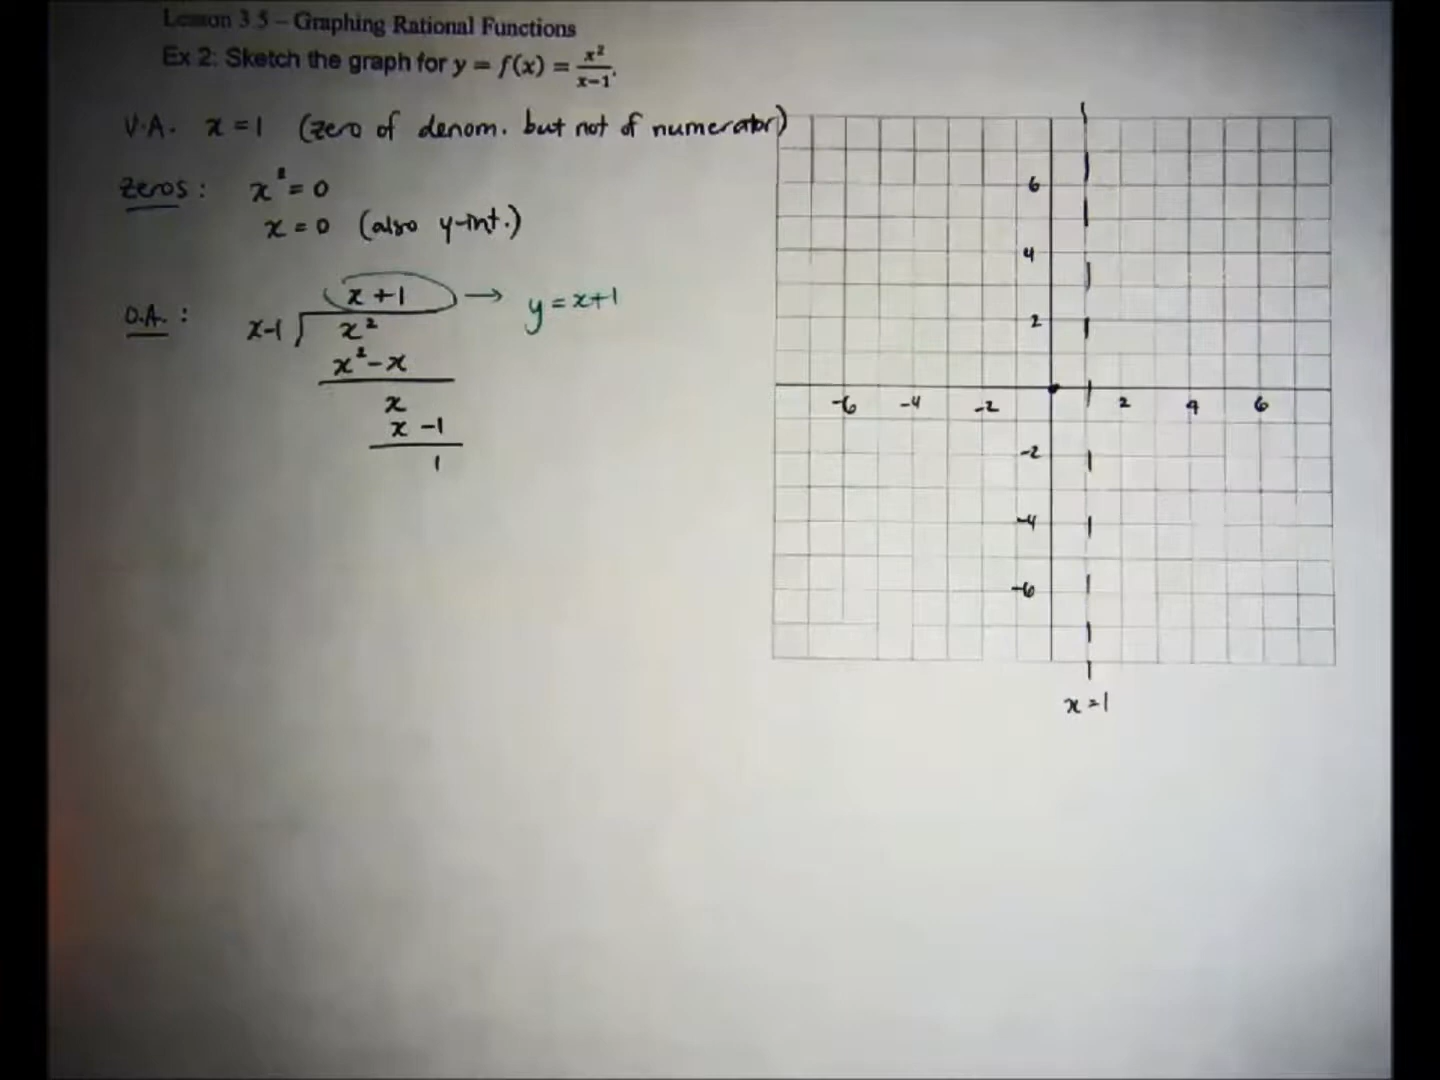 Lesson 3.5 – Graphing Rational Functions
Ex 2: Sketch the graph for y = f(x) = x²/x−1.
V.A. x = 1 (zero of denom. but not of numerator)
zeros: x² = 0
x = 0 (also y-int.)
O.A.: x + 1 → y = x+1
x-1 x²
x² - x
x
x - 1
1
6
4
2
-6 -4 -2 2 4 6
-2
-4
-6
x = 1